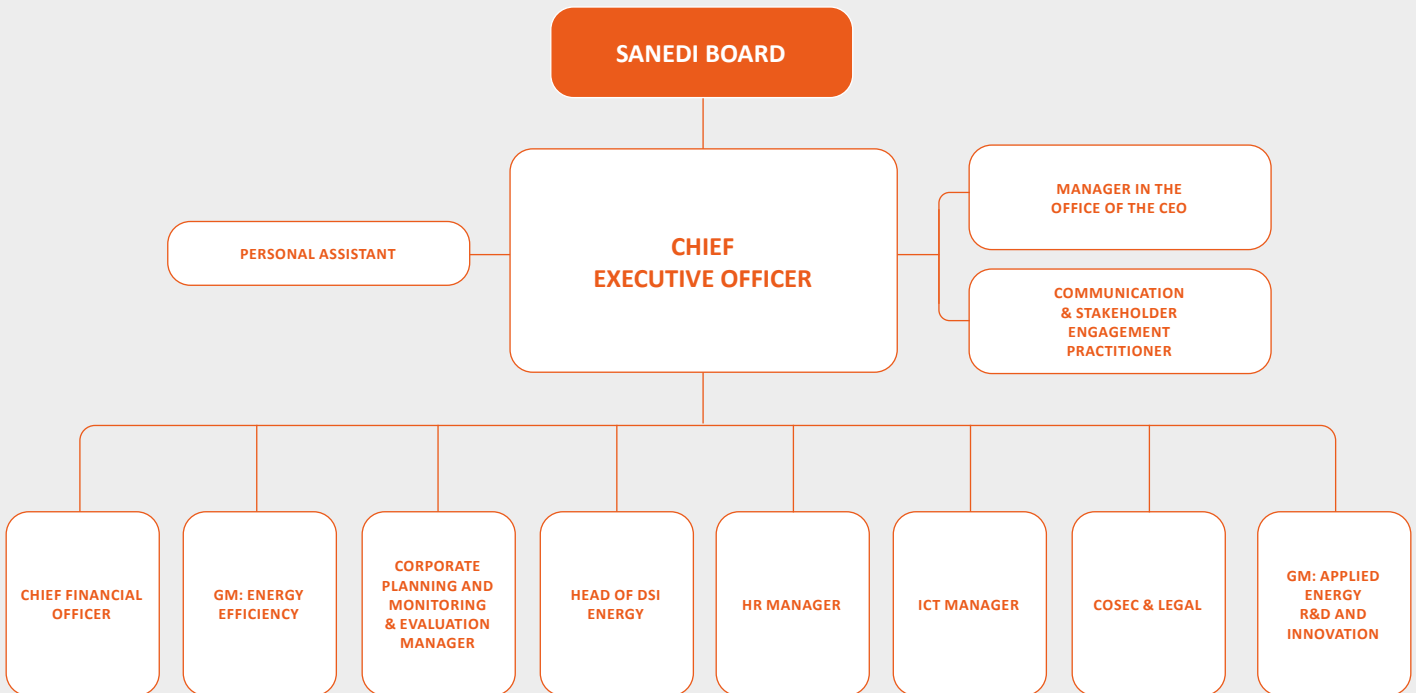 SANEDI BOARD
CHIEF
EXECUTIVE OFFICER
PERSONAL ASSISTANT
MANAGER IN THE
OFFICE OF THE CEO
COMMUNICATION
& STAKEHOLDER
ENGAGEMENT
PRACTITIONER
CHIEF FINANCIAL
OFFICER
GM: ENERGY
EFFICIENCY
CORPORATE
PLANNING AND
MONITORING
& EVALUATION
MANAGER
HEAD OF DSI
ENERGY
HR MANAGER
ICT MANAGER
COSEC & LEGAL
GM: APPLIED
ENERGY
R&D AND
INNOVATION